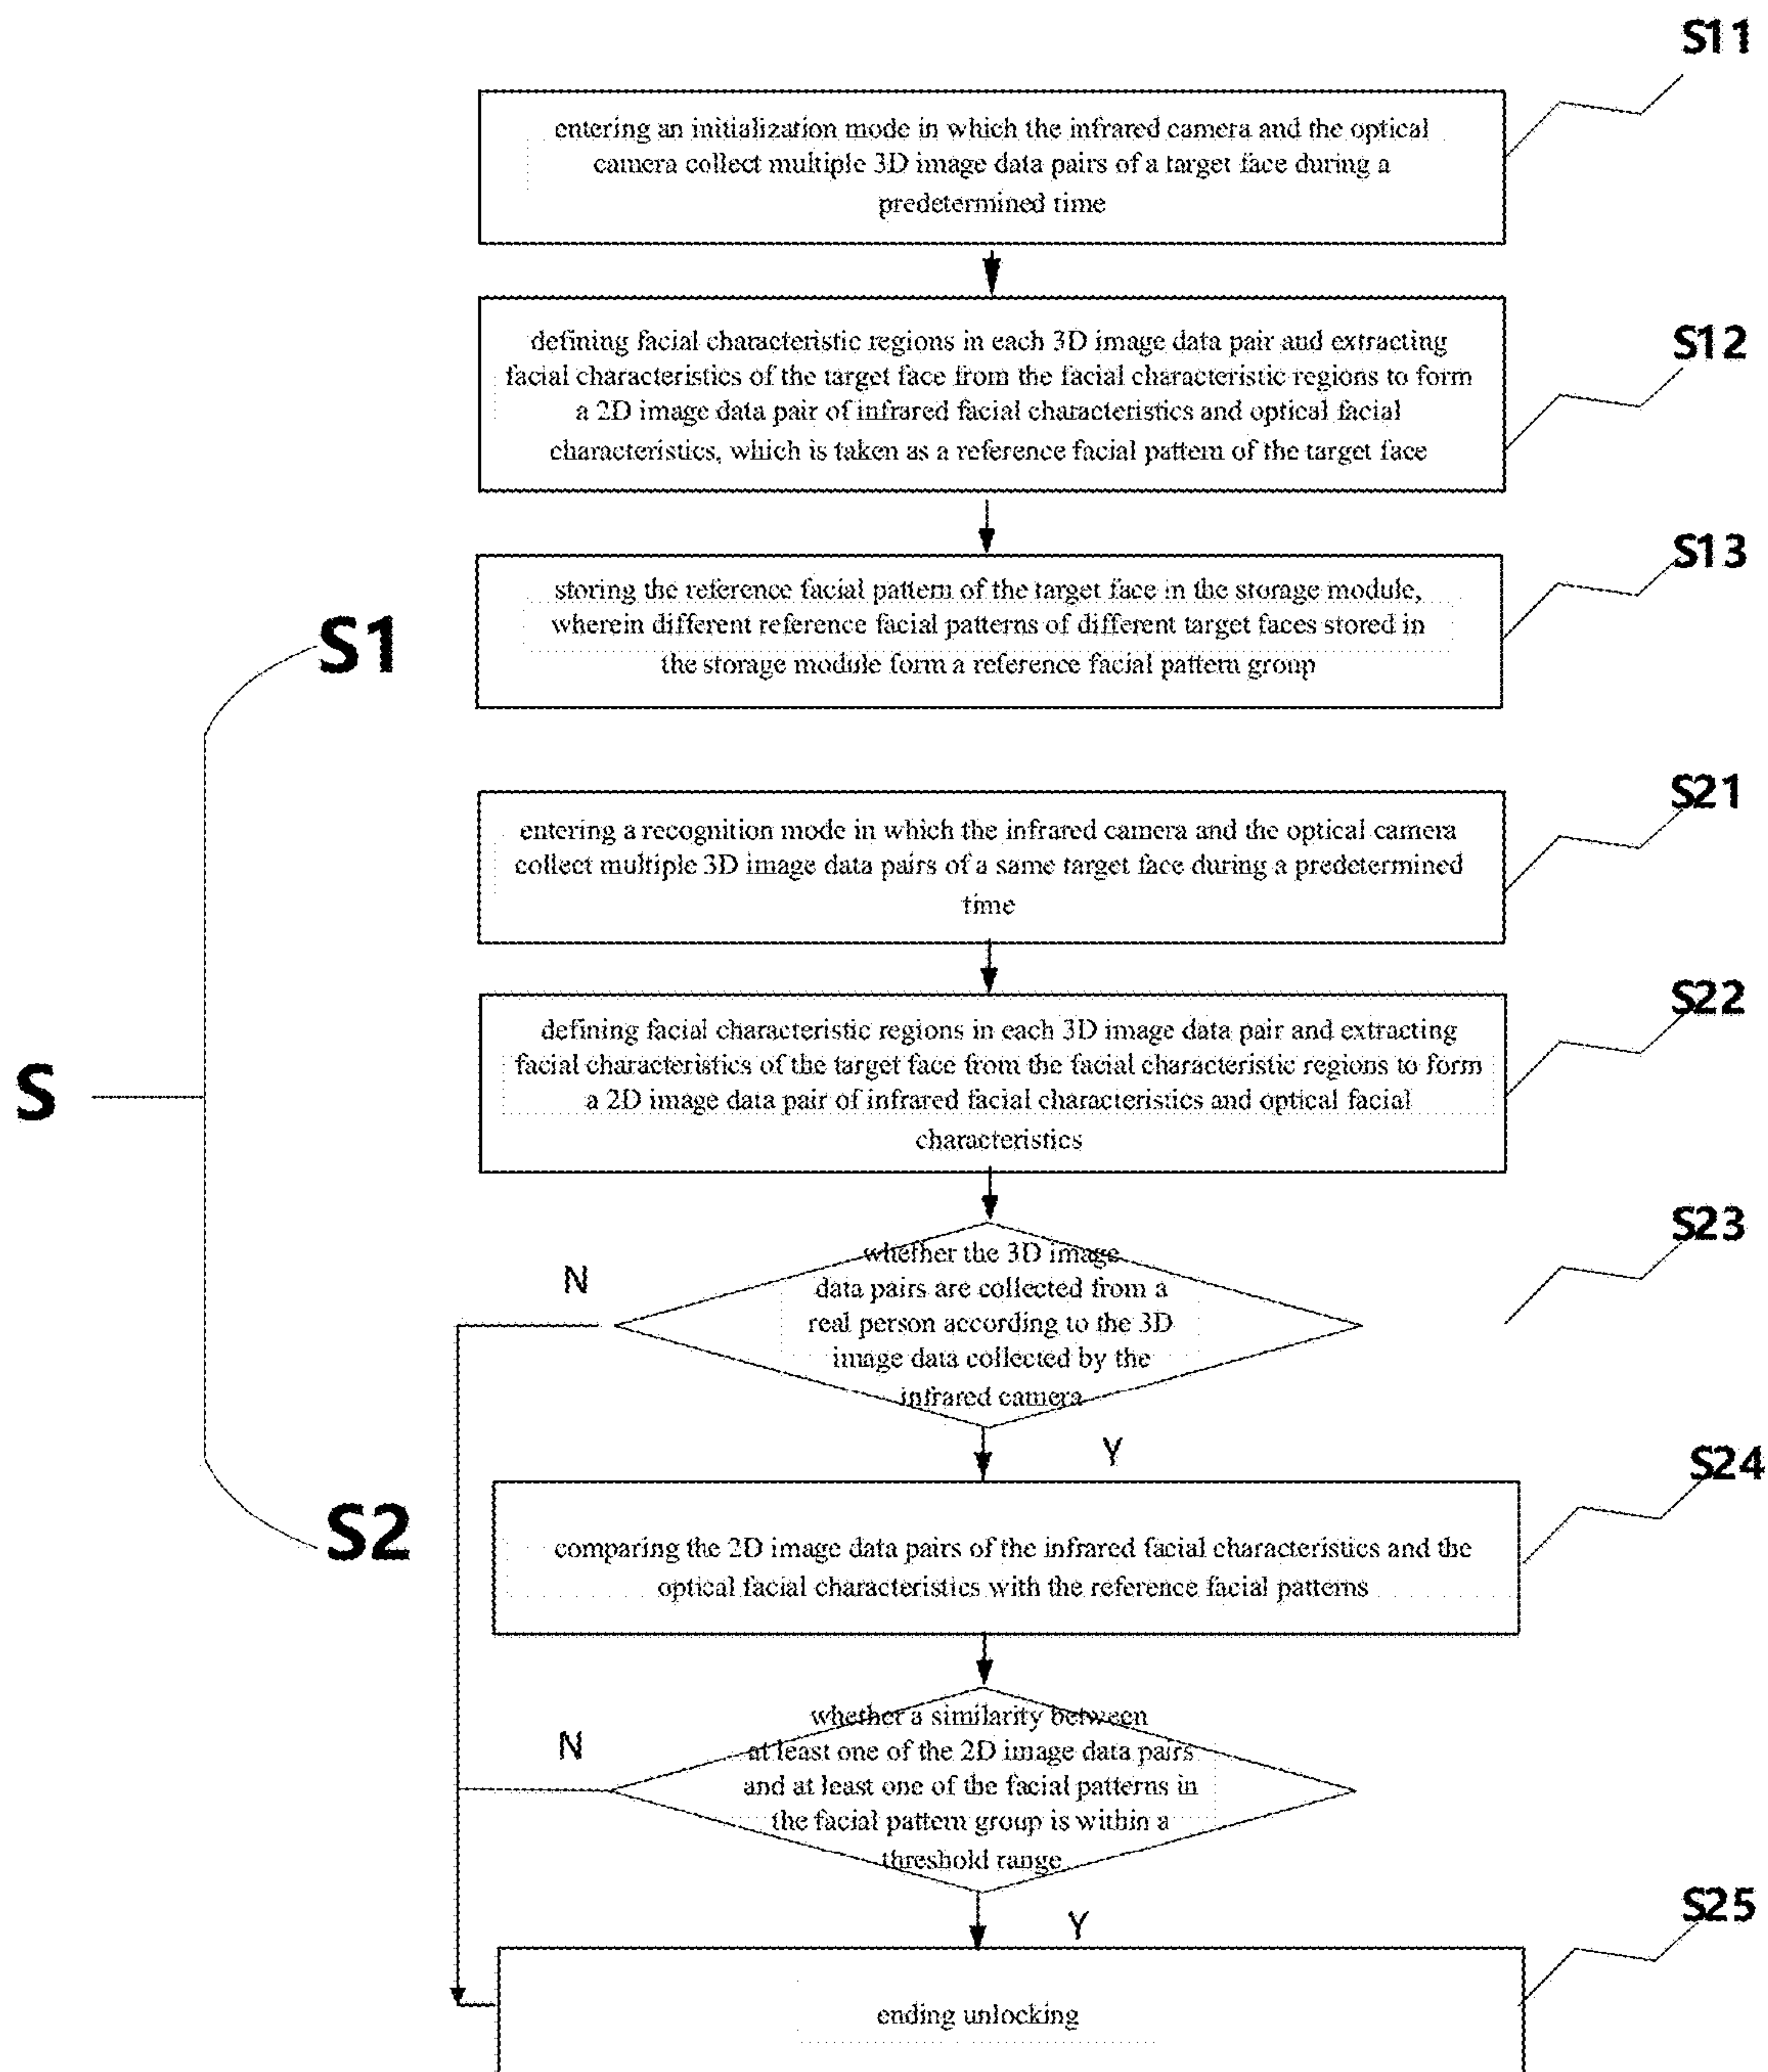 S11
entering an initialization mode in which the infrared camera and the optical
camera collect multiple 3D image data pairs of a target face during a
predetermined time
S12
defining facial characteristic regions in each 3D image data pair and extracting
facial characteristics of the target face from the facial characteristic regions to form
a 2D image data pair of infrared facial characteristics and optical facial
characteristics, which is taken as a reference facial pattern of the target face
S13
storing the reference facial pattern of the target face in the storage module,
wherein different reference facial patterns of different target faces stored in
the storage module form a reference facial pattern group
S1
S21
entering a recognition mode in which the infrared camera and the optical camera
collect multiple 3D image data pairs of a same target face during a predetermined
time
S22
defining facial characteristic regions in each 3D image data pair and extracting
facial characteristics of the target face from the facial characteristic regions to form
a 2D image data pair of infrared facial characteristics and optical facial
characteristics
S
S23
whether the 3D image
data pairs are collected from a
real person according to the 3D
image data collected by the
infrared camera
N
Y
S24
comparing the 2D image data pairs of the infrared facial characteristics and the
optical facial characteristics with the reference facial patterns
S2
whether a similarity between
at least one of the 2D image data pairs
and at least one of the facial patterns in
the facial pattern group is within a
threshold range
N
Y
S25
ending unlocking